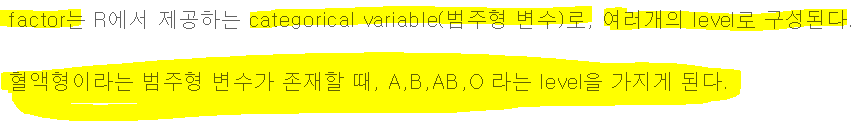 factor는 R에서 제공하는 categorical variable(범주형 변수)로, 여러개의 level로 구성된다.
혈액형이라는 범주형 변수가 존재할 때, A,B,AB,O 라는 level을 가지게 된다.